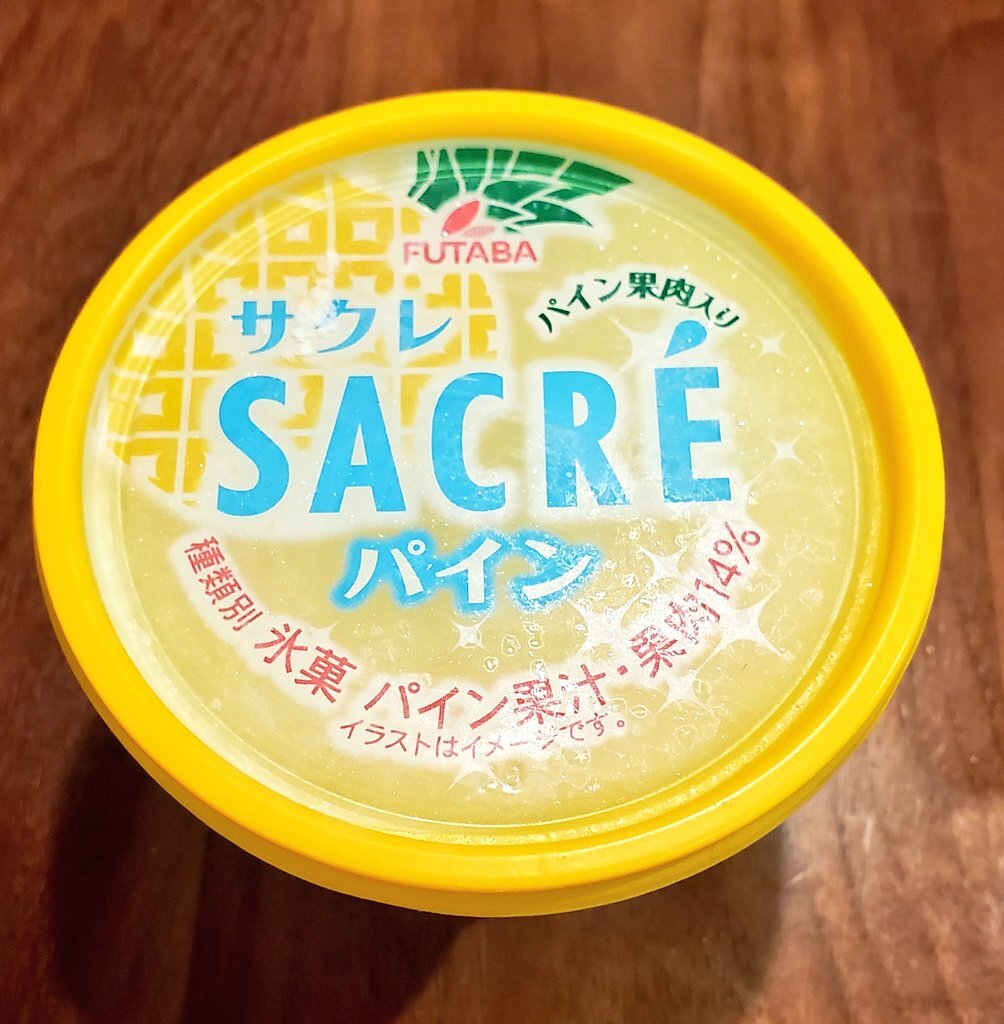 FUTABA
パイン果肉入り
サクレ
SACRÉ
パイン
種類別 氷菓 パイン果汁・果肉14%
イラストはイメージです。